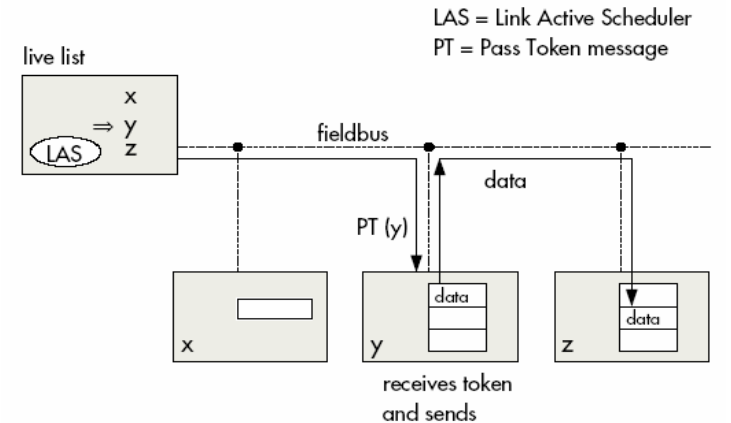 LAS = Link Active Scheduler
PT = Pass Token message
live list
x
⇒ y
LAS z
fieldbus
data
PT (y)
data
data
x
y
z
receives token
and sends